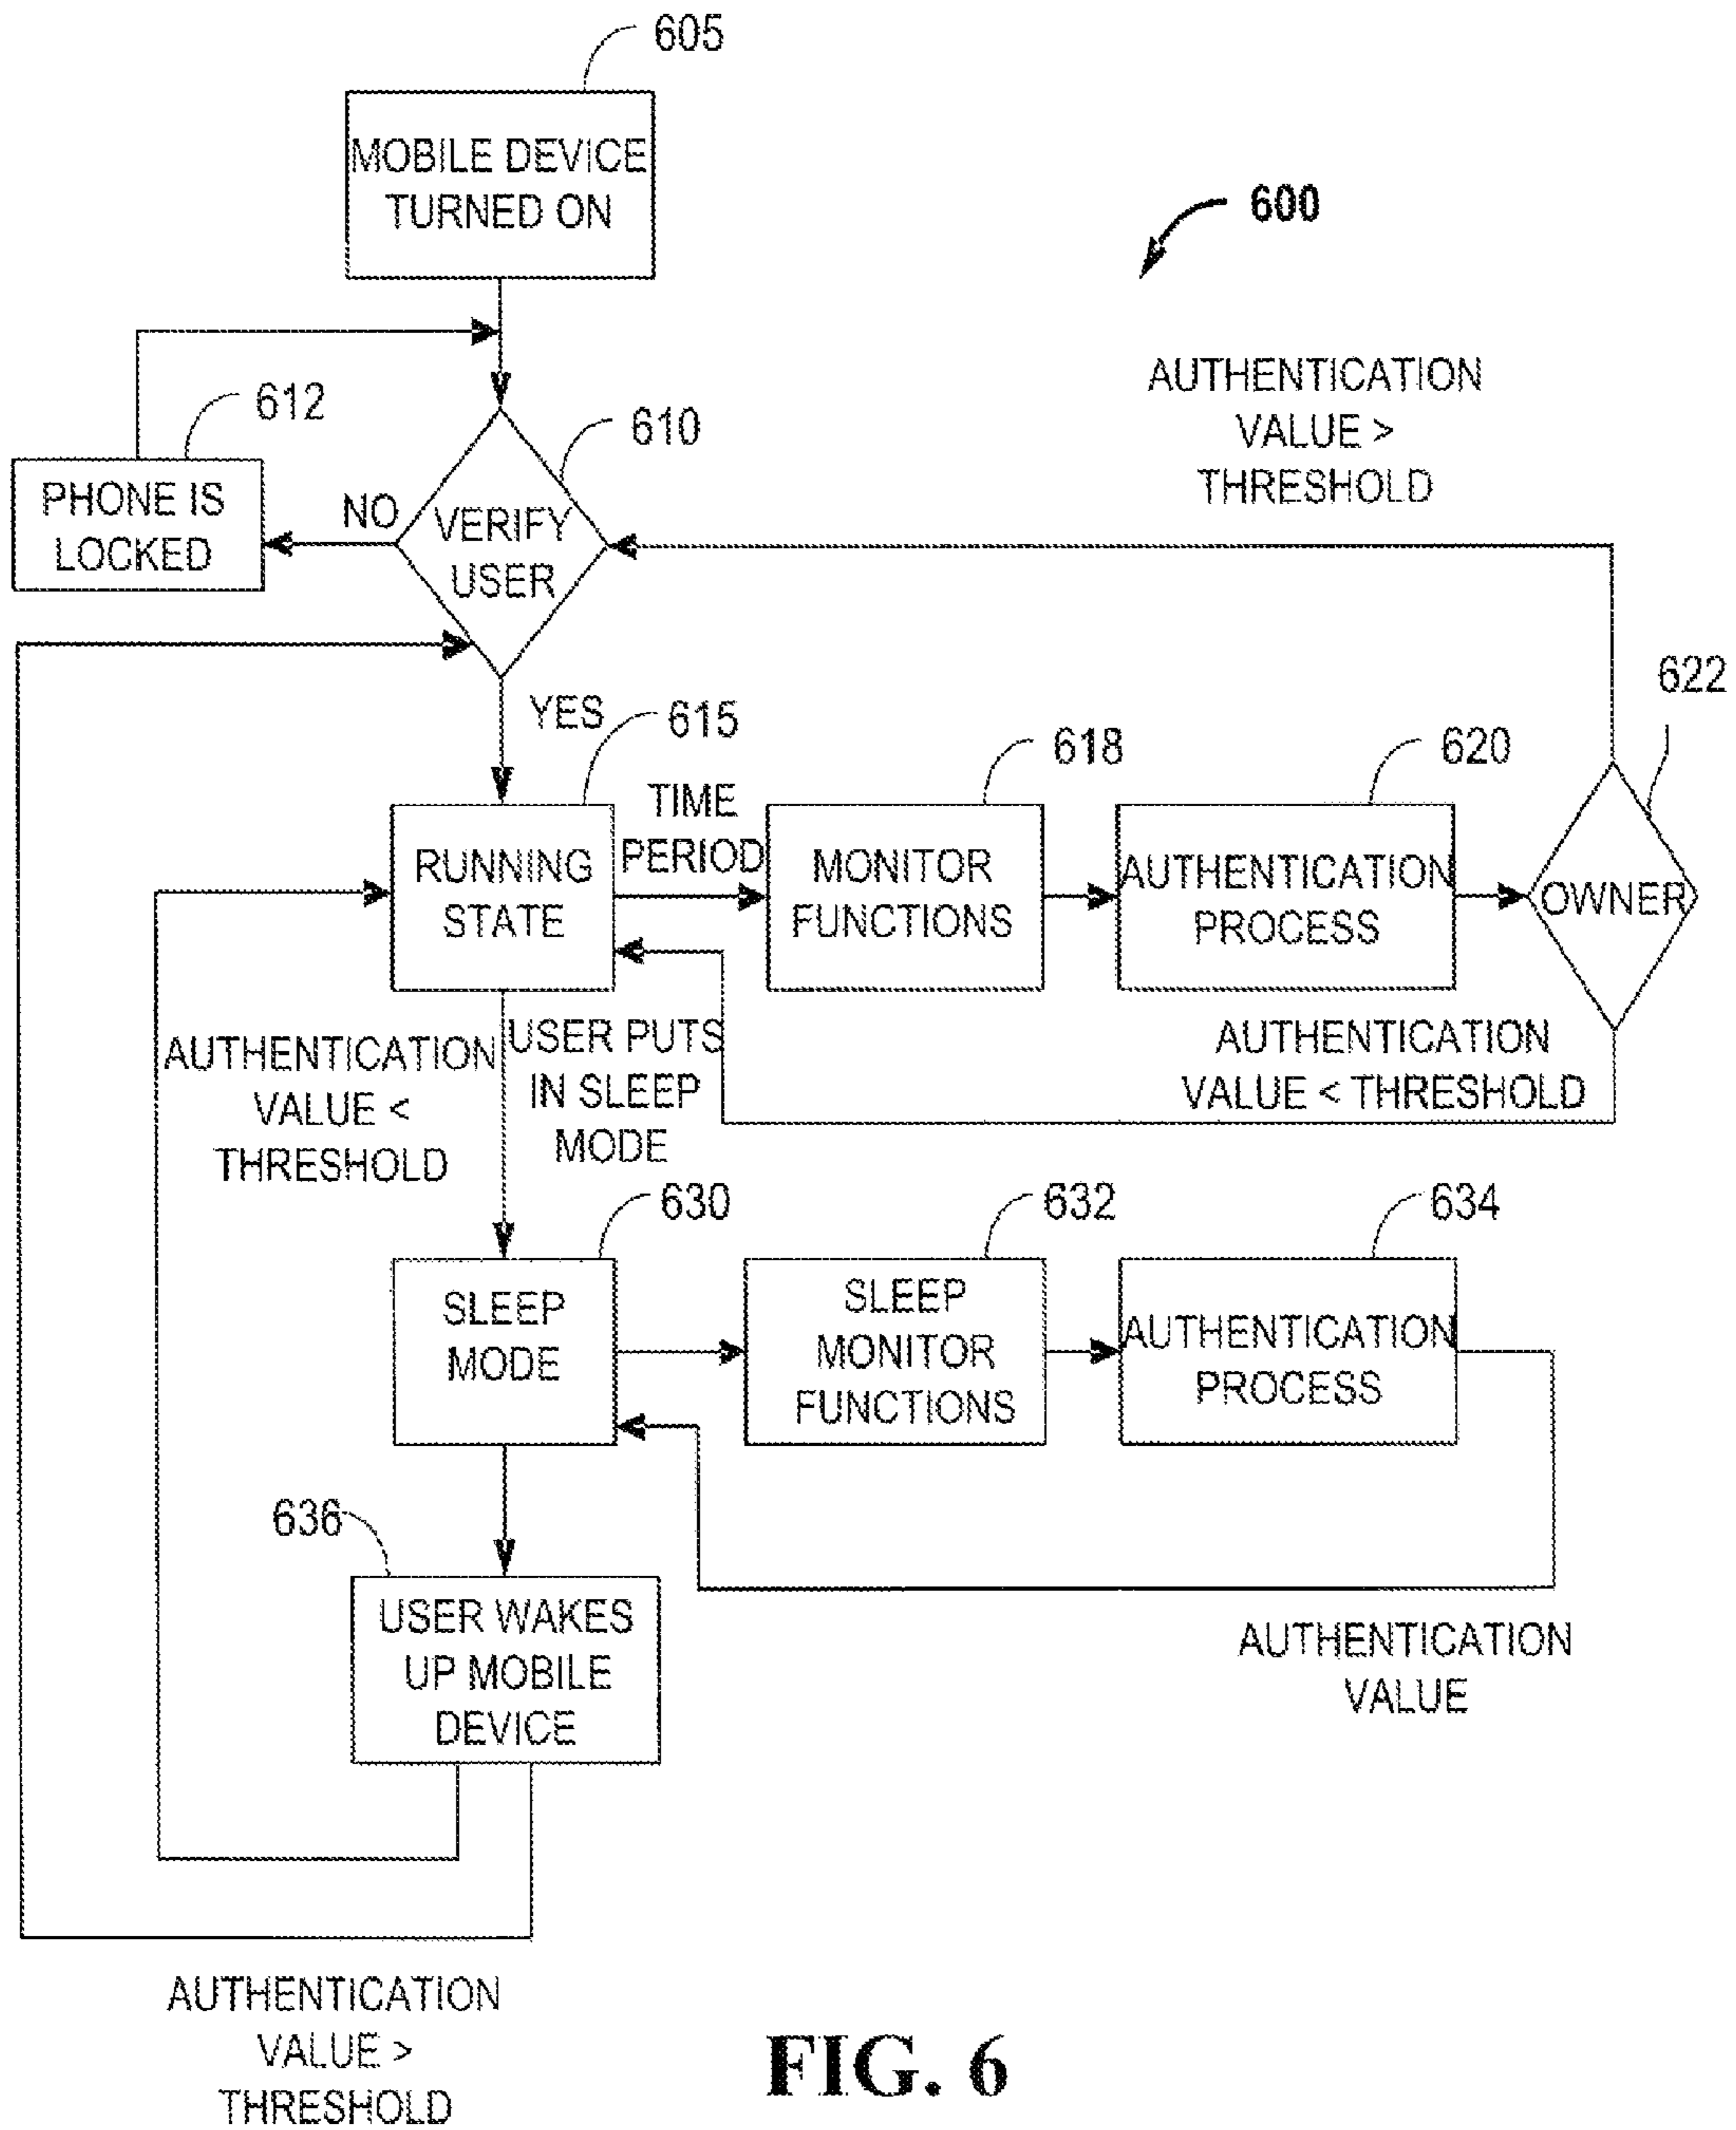 605
MOBILE DEVICE
TURNED ON
600
AUTHENTICATION
VALUE >
THRESHOLD
612
610
PHONE IS
LOCKED
NO
VERIFY
USER
622
YES
615
618
620
TIME
PERIOD
RUNNING
STATE
MONITOR
FUNCTIONS
AUTHENTICATION
PROCESS
OWNER
AUTHENTICATION
VALUE <
THRESHOLD
USER PUTS
IN SLEEP
MODE
AUTHENTICATION
VALUE < THRESHOLD
630
632
634
SLEEP
MODE
SLEEP
MONITOR
FUNCTIONS
AUTHENTICATION
PROCESS
636
USER WAKES
UP MOBILE
DEVICE
AUTHENTICATION
VALUE
AUTHENTICATION
VALUE >
THRESHOLD
FIG. 6